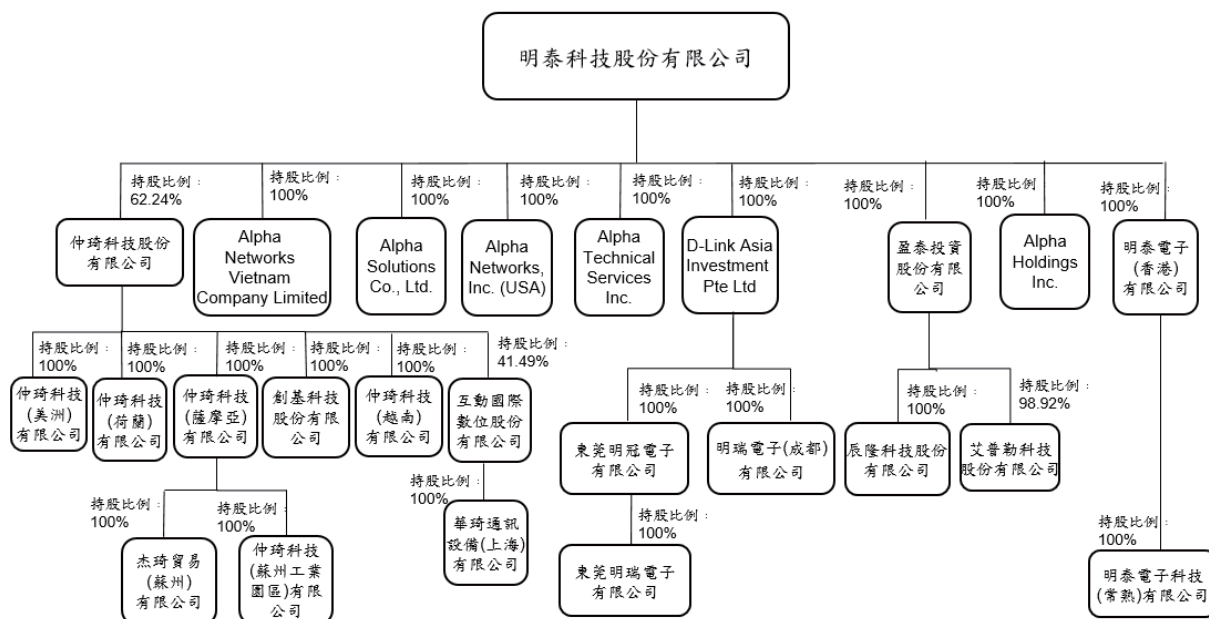 明泰科技股份有限公司
持股比例：
62.24%
持股比例：
100%
持股比例：
100%
持股比例：
100%
持股比例：
100%
持股比例：
100%
持股比例：
100%
持股比例：
100%
持股比例：
100%
仲琦科技股份
有限公司
Alpha
Networks
Vietnam
Company Limited
Alpha
Solutions
Co., Ltd.
Alpha
Networks,
Inc. (USA)
Alpha
Technical
Services
Inc.
D-Link Asia
Investment
Pte Ltd
盈泰投資
股份有限
公司
Alpha
Holdings
Inc.
明泰電子
(香港)
有限公司
持股比例：
100%
持股比例：
100%
持股比例：
100%
持股比例：
100%
持股比例：
100%
持股比例：
41.49%
仲琦科技
(美洲)
有限公司
仲琦科技
(荷蘭)
有限公司
仲琦科技
(薩摩亞)
有限公司
創基科技
股份有限
公司
仲琦科技
(越南)
有限公司
互動國際
數位股份
有限公司
持股比例：
100%
持股比例：
100%
持股比例：
100%
持股比例：
98.92%
東莞明冠電子
有限公司
明瑞電子(成都)
有限公司
辰隆科技股份
有限公司
艾普勒科技
股份有限公司
持股比例：
100%
持股比例：
100%
持股比例：
100%
持股比例：
100%
持股比例：
100%
杰琦貿易
(蘇州)
有限公司
仲琦科技
(蘇州工業
園區)有限
公司
華琦通訊
設備(上海)
有限公司
東莞明瑞電子
有限公司
明泰電子科技
(常熟)有限公司